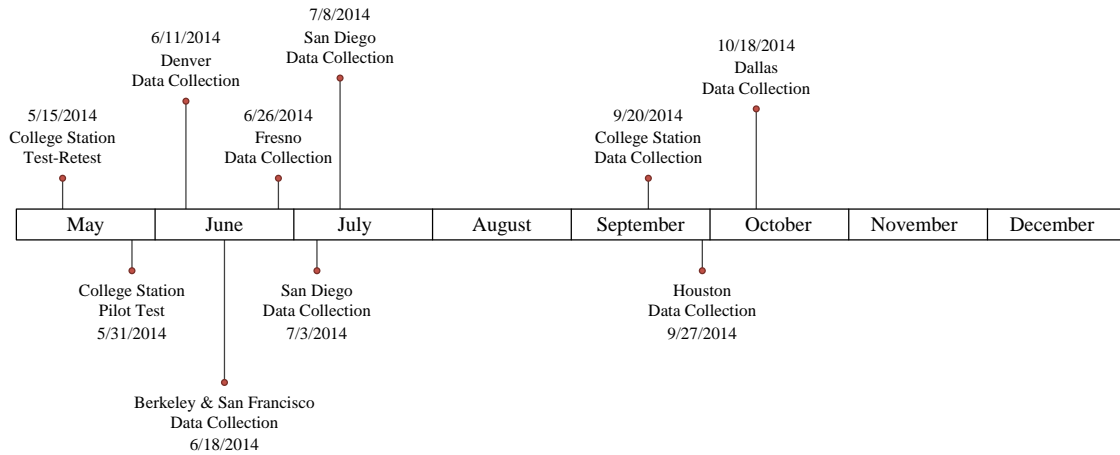 7/8/2014
San Diego
Data Collection
6/11/2014
Denver
Data Collection
10/18/2014
Dallas
Data Collection
5/15/2014
College Station
Test-Retest
6/26/2014
Fresno
Data Collection
9/20/2014
College Station
Data Collection
May
June
July
August
September
October
November
December
College Station
Pilot Test
5/31/2014
San Diego
Data Collection
7/3/2014
Houston
Data Collection
9/27/2014
Berkeley & San Francisco
Data Collection
6/18/2014